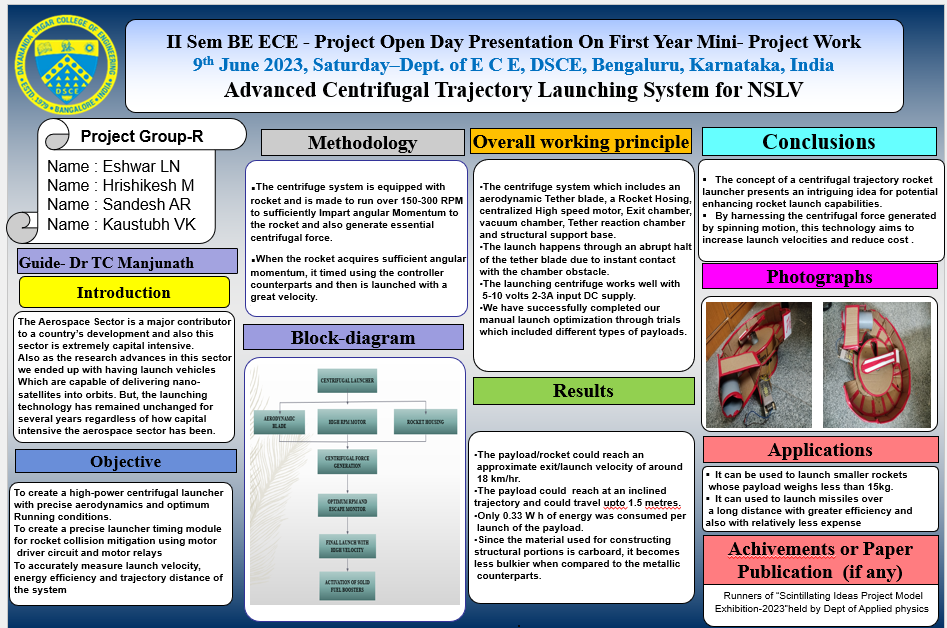 DAYANANDA SAGAR COLLEGE OF ENGINEERING
DSCE
ESTD 1979 • BANGALORE, INDIA
II Sem BE ECE - Project Open Day Presentation On First Year Mini- Project Work
9th June 2023, Saturday–Dept. of E C E, DSCE, Bengaluru, Karnataka, India
Advanced Centrifugal Trajectory Launching System for NSLV
Project Group-R
Name : Eshwar LN
Name : Hrishikesh M
Name : Sandesh AR
Name : Kaustubh VK
Guide- Dr TC Manjunath
Introduction
The Aerospace Sector is a major contributor
to a country's development and also this
sector is extremely capital intensive.
Also as the research advances in this sector
we ended up with having launch vehicles
Which are capable of delivering nano-
satellites into orbits. But, the launching
technology has remained unchanged for
several years regardless of how capital
intensive the aerospace sector has been.
Objective
To create a high-power centrifugal launcher
with precise aerodynamics and optimum
Running conditions.
To create a precise launcher timing module
for rocket collision mitigation using motor
driver circuit and motor relays
To accurately measure launch velocity,
energy efficiency and trajectory distance of
the system
Methodology
▪The centrifuge system is equipped with
rocket and is made to run over 150-300 RPM
to sufficiently Impart angular Momentum to
the rocket and also generate essential
centrifugal force.
▪When the rocket acquires sufficient angular
momentum, it timed using the controller
counterparts and then is launched with a
great velocity.
Block-diagram
CENTRIFUGAL LAUNCHER
AERODYNAMIC
BLADE
HIGH RPM MOTOR
ROCKET HOUSING
CENTRIFUGAL FORCE
GENERATION
OPTIMUM RPM AND
ESCAPE MONITOR
FINAL LAUNCH WITH
HIGH VELOCITY
ACTIVATION OF SOLID
FUEL BOOSTERS
Overall working principle
•The centrifuge system which includes an
aerodynamic Tether blade, a Rocket Hosing,
centralized High speed motor, Exit chamber,
vacuum chamber, Tether reaction chamber
and structural support base.
•The launch happens through an abrupt halt
of the tether blade due to instant contact
with the chamber obstacle.
•The launching centrifuge works well with
5-10 volts 2-3A input DC supply.
•We have successfully completed our
manual launch optimization through trials
which included different types of payloads.
Results
•The payload/rocket could reach an
approximate exit/launch velocity of around
18 km/hr.
•The payload could reach at an inclined
trajectory and could travel upto 1.5 metres.
•Only 0.33 W h of energy was consumed per
launch of the payload.
•Since the material used for constructing
structural portions is carboard, it becomes
less bulkier when compared to the metallic
counterparts.
Conclusions
▪ The concept of a centrifugal trajectory rocket
launcher presents an intriguing idea for potential
enhancing rocket launch capabilities.
▪ By harnessing the centrifugal force generated
by spinning motion, this technology aims to
increase launch velocities and reduce cost .
Photographs
Applications
▪ It can be used to launch smaller rockets
whose payload weighs less than 15kg.
▪ It can used to launch missiles over
a long distance with greater efficiency and
also with relatively less expense
Achivements or Paper
Publication (if any)
Runners of "Scintillating Ideas Project Model
Exhibition-2023"held by Dept of Applied physics